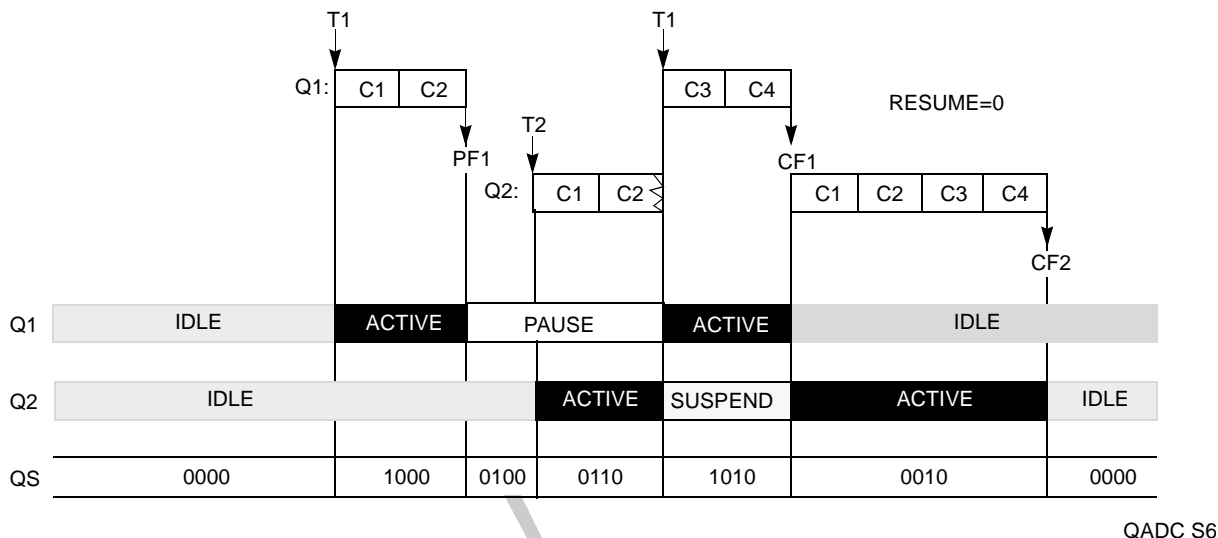 T1 T1
Q1: C1 C2 C3 C4 RESUME=0
T2
PF1 CF1
Q2: C1 C2 C1 C2 C3 C4
CF2
Q1 IDLE ACTIVE PAUSE ACTIVE IDLE
Q2 IDLE ACTIVE SUSPEND ACTIVE IDLE
QS 0000 1000 0100 0110 1010 0010 0000
QADC S6